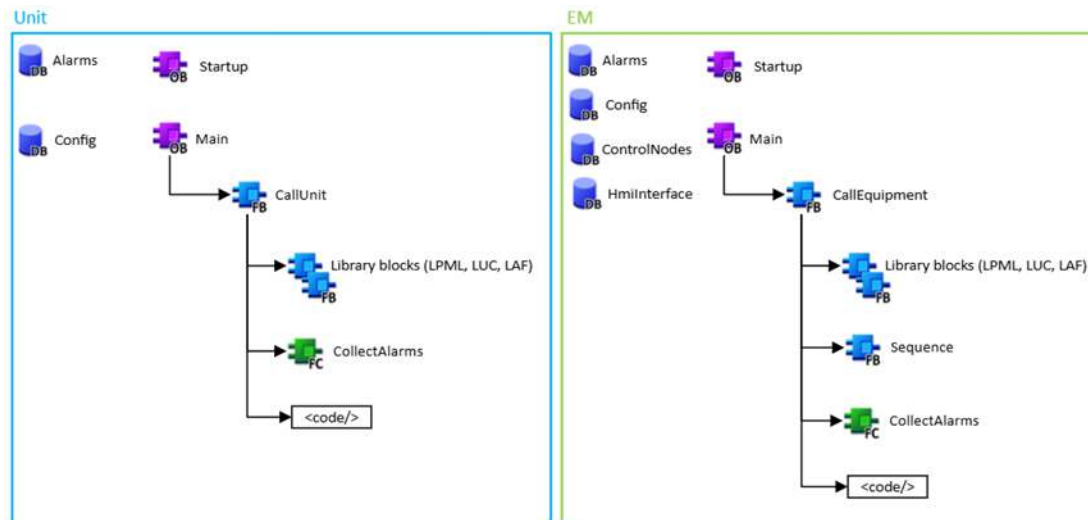 Unit
DB
Alarms
OB
Startup
DB
Config
OB
Main
FB
CallUnit
FB
Library blocks (LPML, LUC, LAF)
FC
CollectAlarms
<code/>
EM
DB
Alarms
OB
Startup
DB
Config
OB
Main
DB
ControlNodes
DB
HmiInterface
FB
CallEquipment
FB
Library blocks (LPML, LUC, LAF)
FB
Sequence
FC
CollectAlarms
<code/>